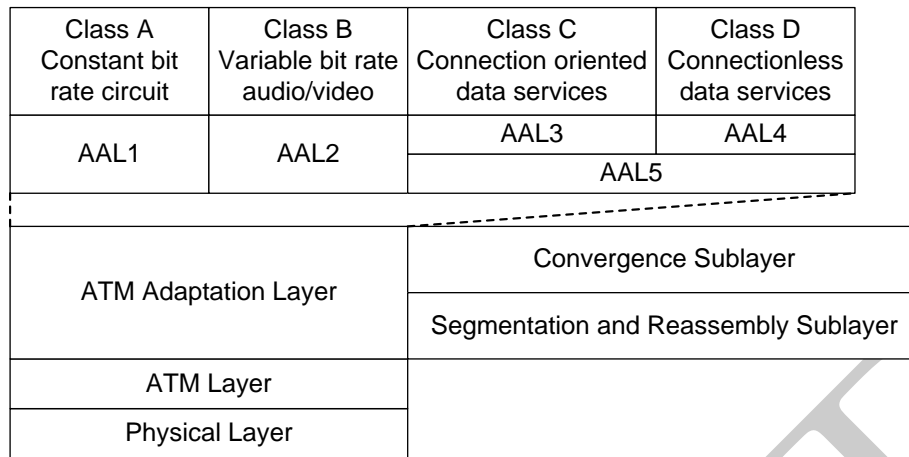 Class A
Constant bit
rate circuit
Class B
Variable bit rate
audio/video
Class C
Connection oriented
data services
Class D
Connectionless
data services
AAL1
AAL2
AAL3
AAL4
AAL5
ATM Adaptation Layer
Convergence Sublayer
Segmentation and Reassembly Sublayer
ATM Layer
Physical Layer